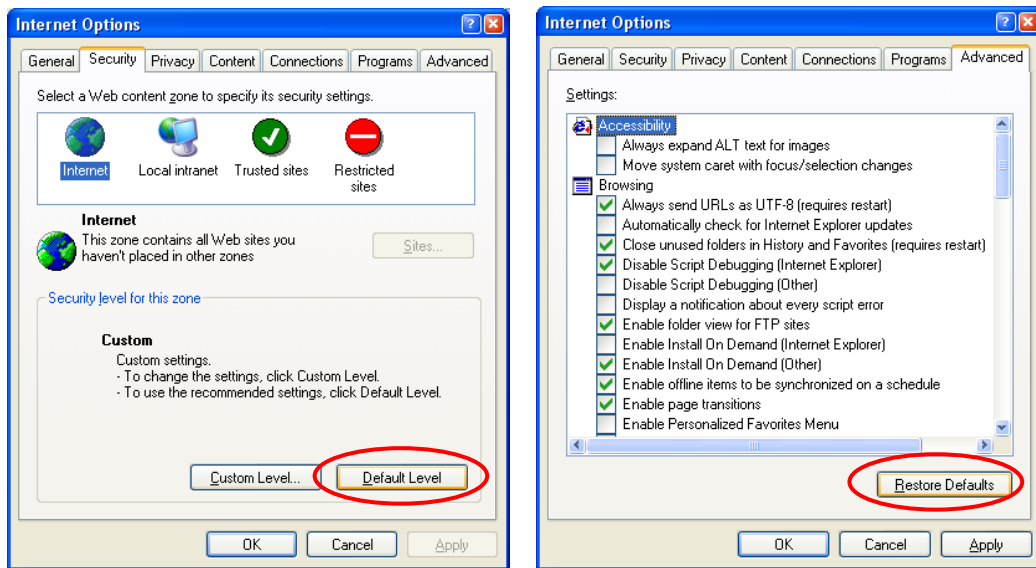 Internet Options
General Security Privacy Content Connections Programs Advanced
Select a Web content zone to specify its security settings.
Internet Local intranet Trusted sites Restricted sites
Internet
This zone contains all Web sites you
haven't placed in other zones
Sites...
Security level for this zone
Custom
Custom settings.
- To change the settings, click Custom Level.
- To use the recommended settings, click Default Level.
Custom Level... Default Level
OK Cancel Apply
Internet Options
General Security Privacy Content Connections Programs Advanced
Settings:
Accessibility
Always expand ALT text for images
Move system caret with focus/selection changes
Browsing
Always send URLs as UTF-8 (requires restart)
Automatically check for Internet Explorer updates
Close unused folders in History and Favorites (requires restart)
Disable Script Debugging (Internet Explorer)
Disable Script Debugging (Other)
Display a notification about every script error
Enable folder view for FTP sites
Enable Install On Demand (Internet Explorer)
Enable Install On Demand (Other)
Enable offline items to be synchronized on a schedule
Enable page transitions
Enable Personalized Favorites Menu
Restore Defaults
OK Cancel Apply